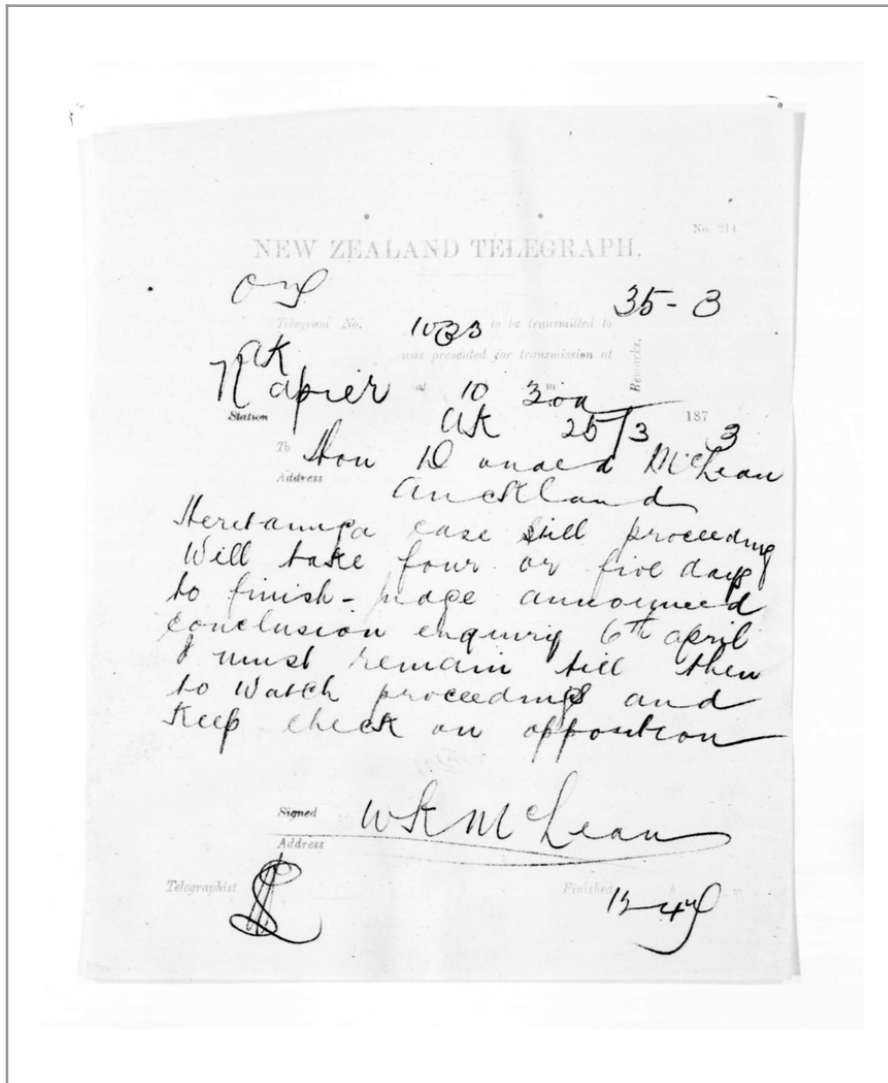 No. 214
NEW ZEALAND TELEGRAPH.
35-3
Telegram No. 1033 to be transmitted to
AK was presented for transmission at
Remarks.
Napier at 10 30a m
Station AK 25/3 1873
To Hon Donald McLean
Address Auckland
Heretaunga case still proceeding
Will take four or five days
to finish - Judge announced
conclusion enquiry 6th april
I must remain till then
to Watch proceedings and
Keep check on opposition
Signed W K McLean
Address
Telegraphist Finished h. m.